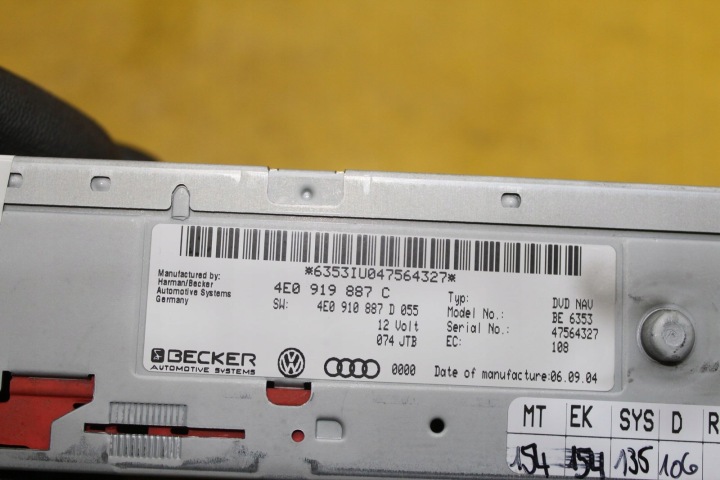 *6353IU047564327*
Manufactured by:
Harman/Becker
Automotive Systems
Germany
4E0 919 887 C
SW: 4E0 910 887 D 055
12 Volt
074 JTB
Typ: DVD NAV
Model No.: BE 6353
Serial No.: 47564327
EC: 108
BECKER
AUTOMOTIVE SYSTEMS
0000
Date of manufacture:06.09.04
MT EK SYS D R
154 154 135 106